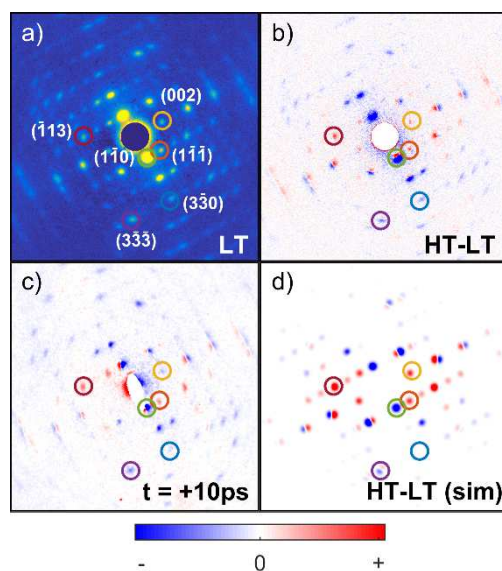 a)
b)
(002)
(1̄13)
(11̄0)
(11̄1̄)
(33̄0)
(33̄3̄)
LT
HT-LT
c)
d)
t = +10ps
HT-LT (sim)
-
0
+